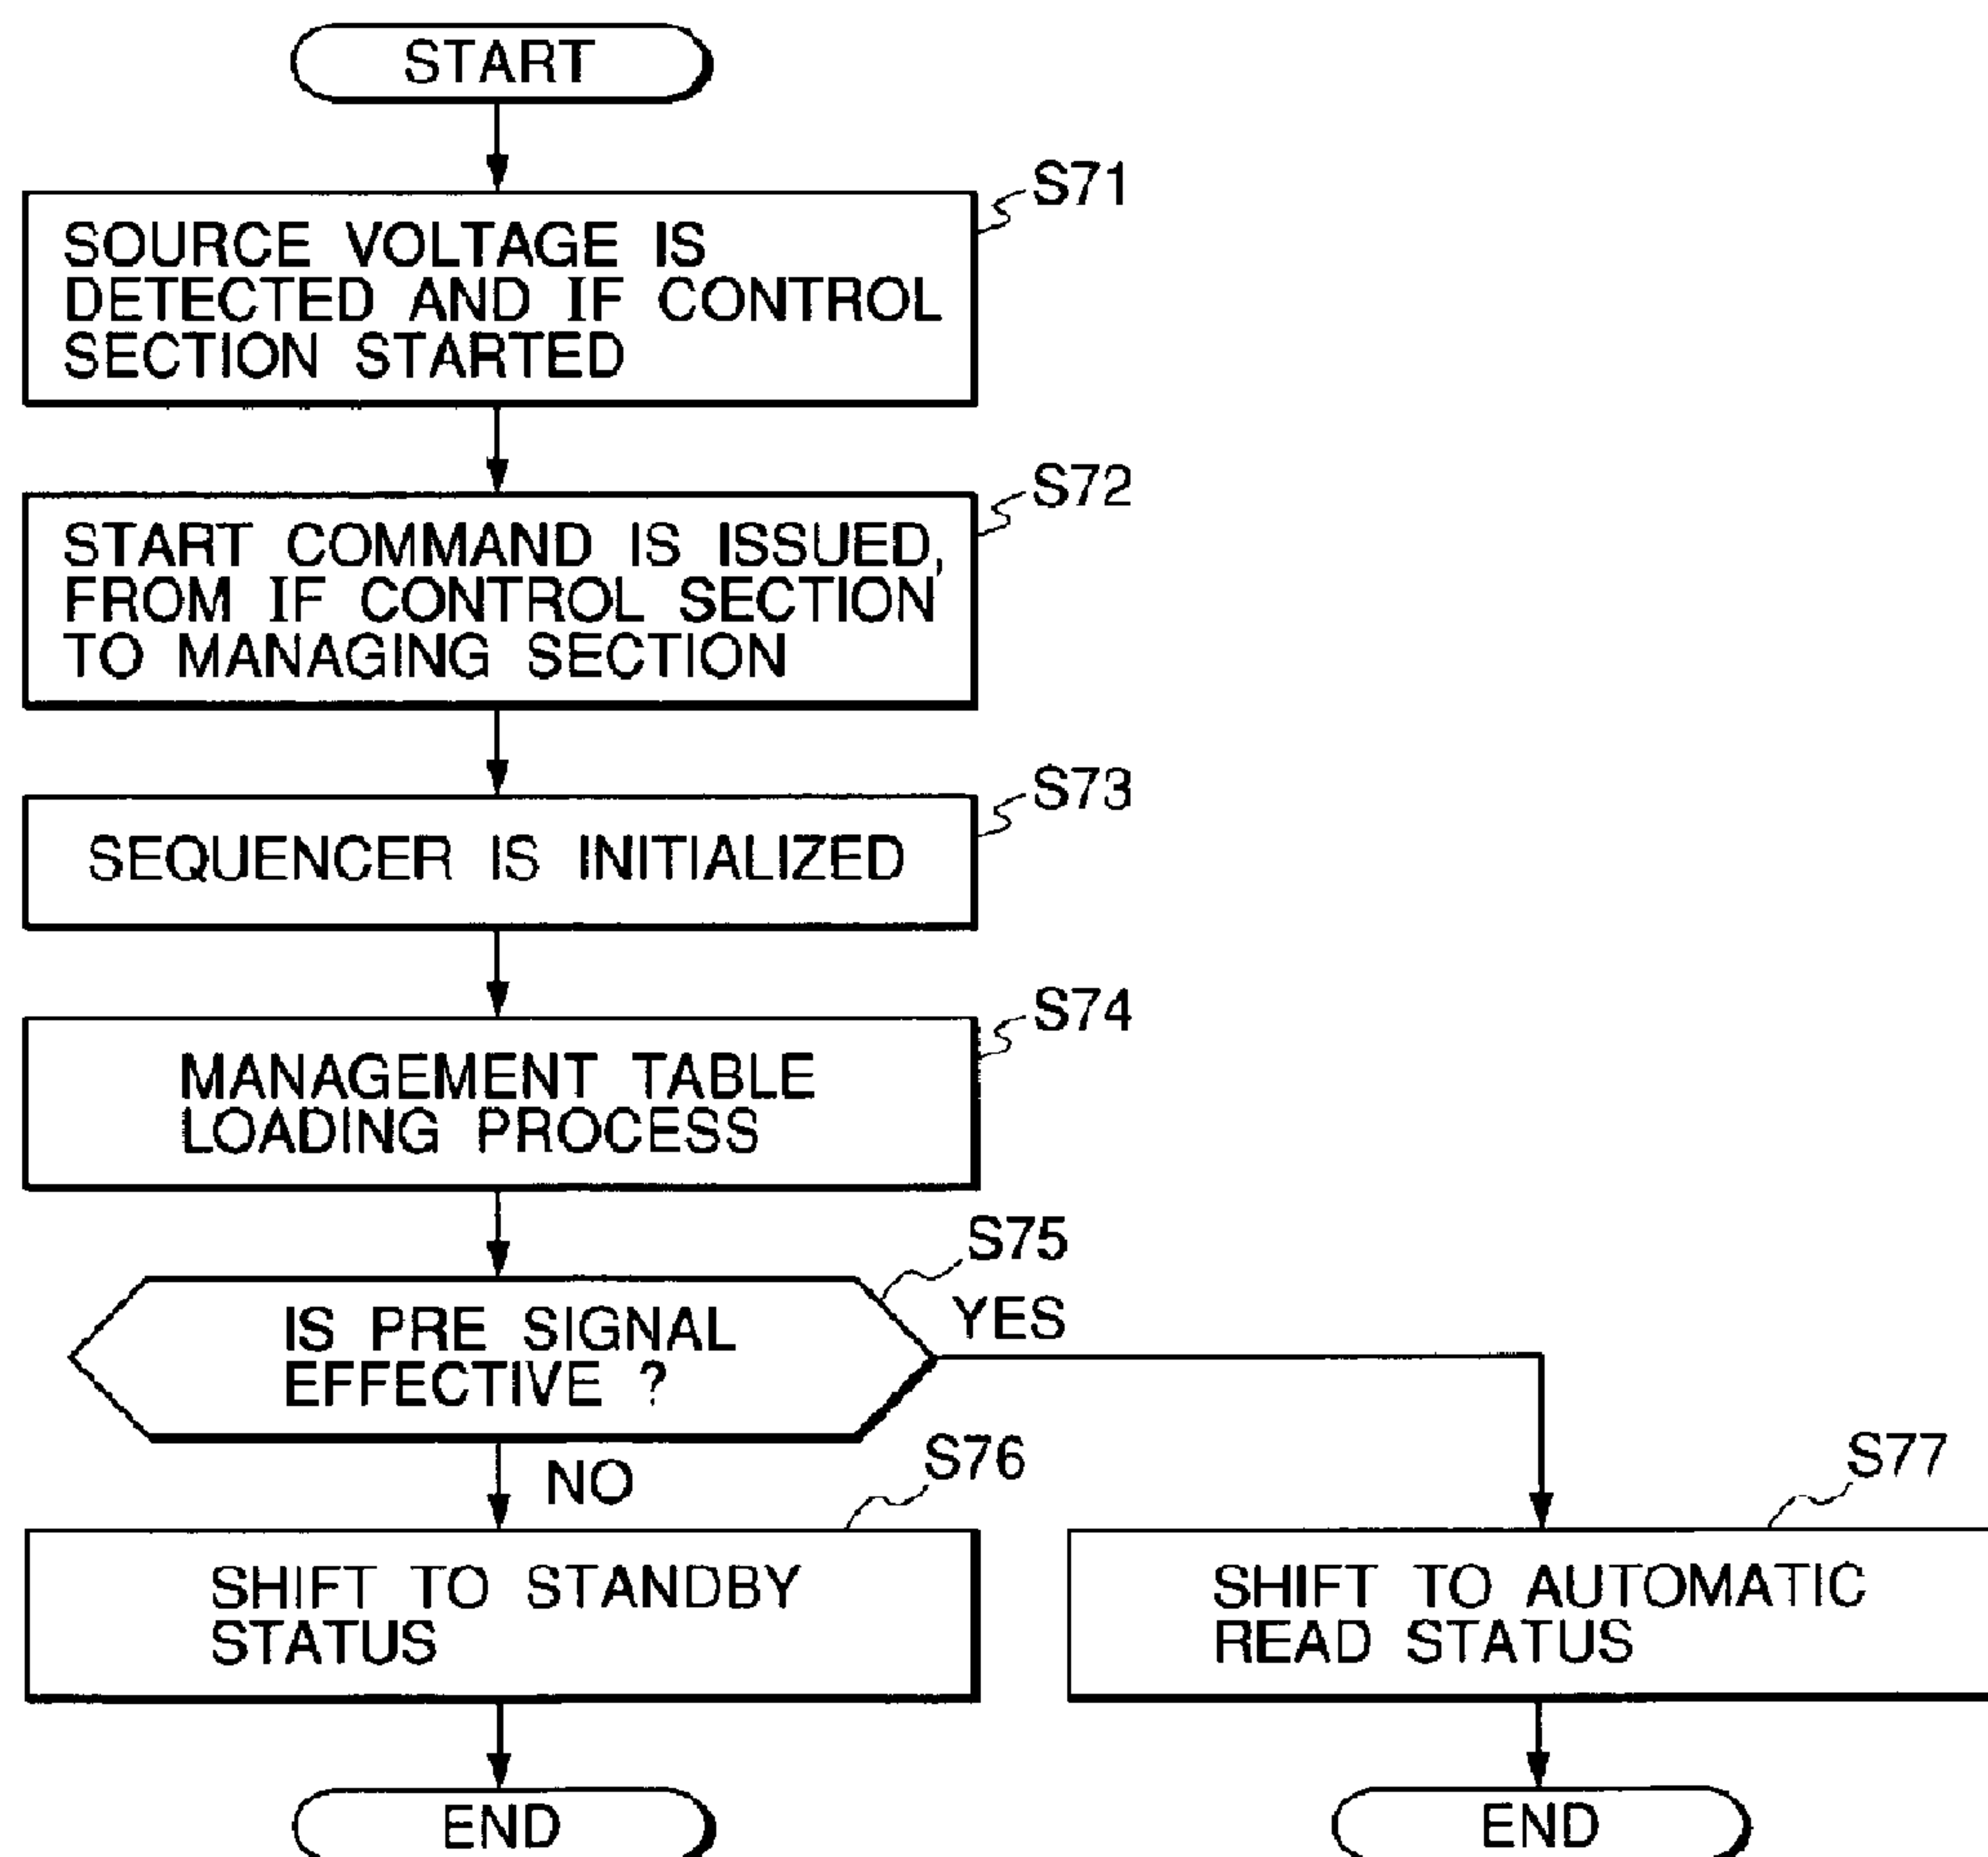 START
S71
SOURCE VOLTAGE IS
DETECTED AND IF CONTROL
SECTION STARTED
S72
START COMMAND IS ISSUED,
FROM IF CONTROL SECTION
TO MANAGING SECTION
S73
SEQUENCER IS INITIALIZED
S74
MANAGEMENT TABLE
LOADING PROCESS
S75
IS PRE SIGNAL
EFFECTIVE ?
YES
NO
S76
SHIFT TO STANDBY
STATUS
S77
SHIFT TO AUTOMATIC
READ STATUS
END
END